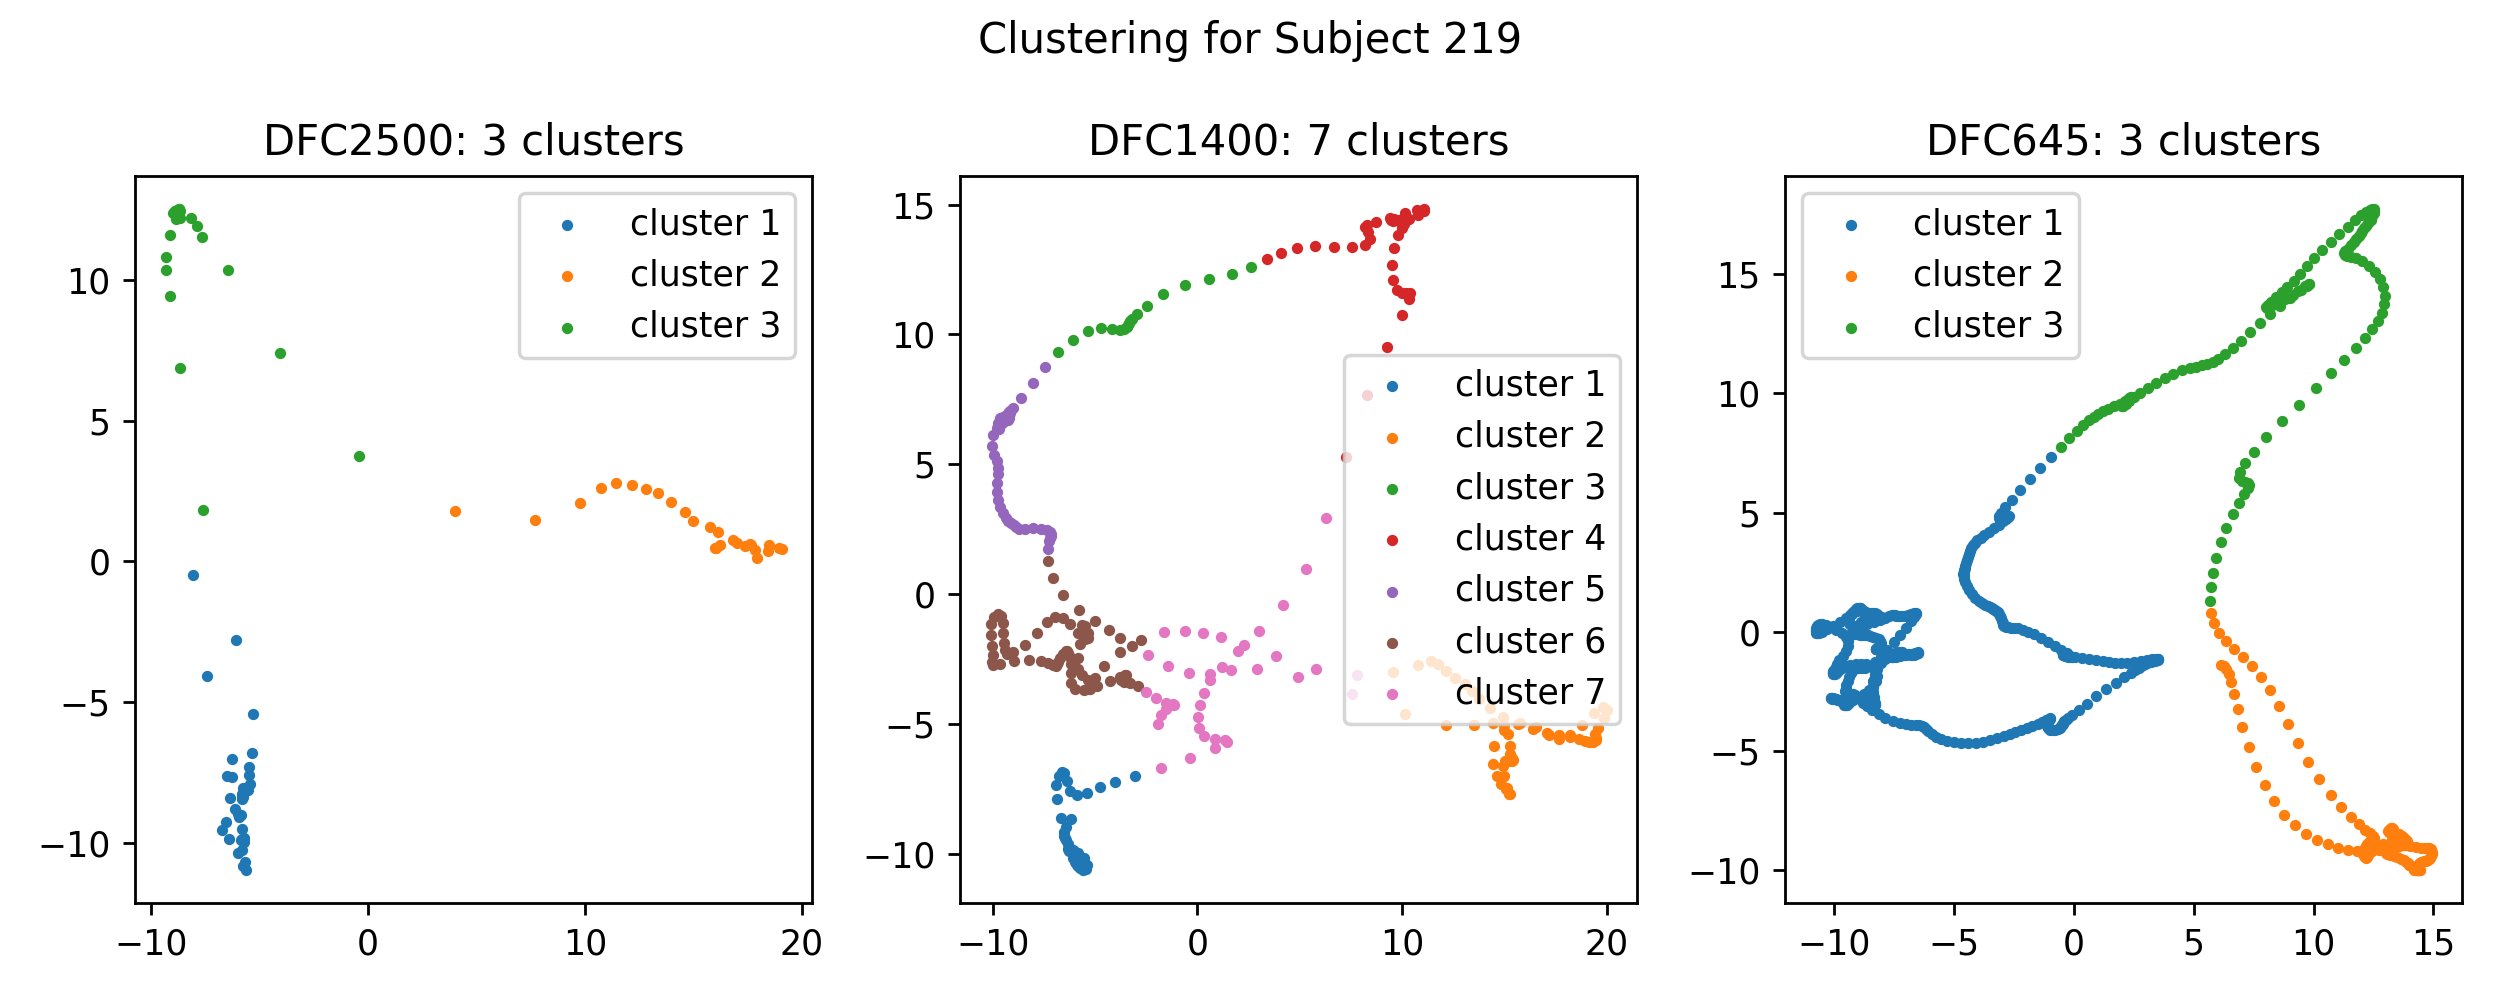 Clustering for Subject 219
DFC2500: 3 clusters
cluster 1
cluster 2
cluster 3
10
5
0
−5
−10
−10
0
10
20
DFC1400: 7 clusters
cluster 1
cluster 2
cluster 3
cluster 4
cluster 5
cluster 6
cluster 7
15
10
5
0
−5
−10
−10
0
10
20
DFC645: 3 clusters
cluster 1
cluster 2
cluster 3
15
10
5
0
−5
−10
−10
−5
0
5
10
15